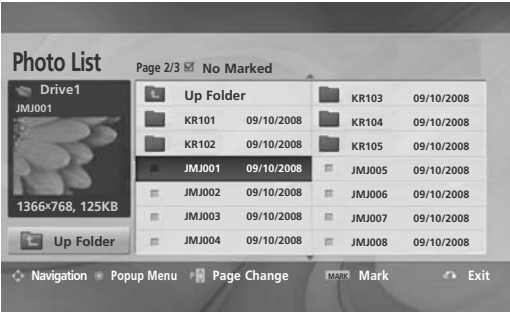 Photo List
Page 2/3 No Marked
Drive1
JMJ001
1366×768, 125KB
Up Folder
Up Folder
KR101 09/10/2008
KR102 09/10/2008
JMJ001 09/10/2008
JMJ002 09/10/2008
JMJ003 09/10/2008
JMJ004 09/10/2008
KR103 09/10/2008
KR104 09/10/2008
KR105 09/10/2008
JMJ005 09/10/2008
JMJ006 09/10/2008
JMJ007 09/10/2008
JMJ008 09/10/2008
Navigation Popup Menu P Page Change MARK Mark Exit